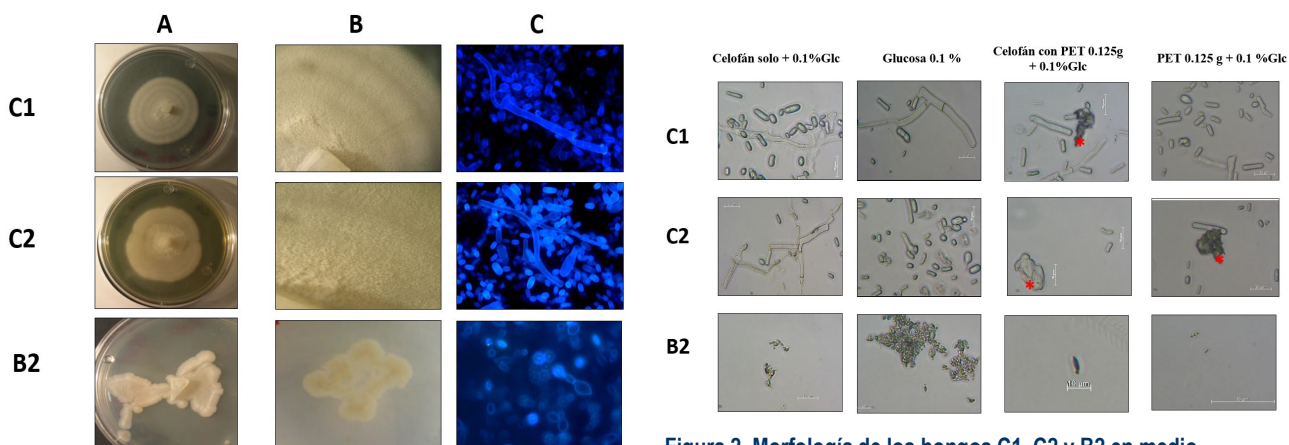 A B C
C1
C2
B2
Celofán solo + 0.1%Glc
Glucosa 0.1 %
Celofán con PET 0.125g
+ 0.1%Glc
PET 0.125 g + 0.1 %Glc
C1
C2
B2
Figura 2. Morfología de los hongos C1, C2 y B2 en medio